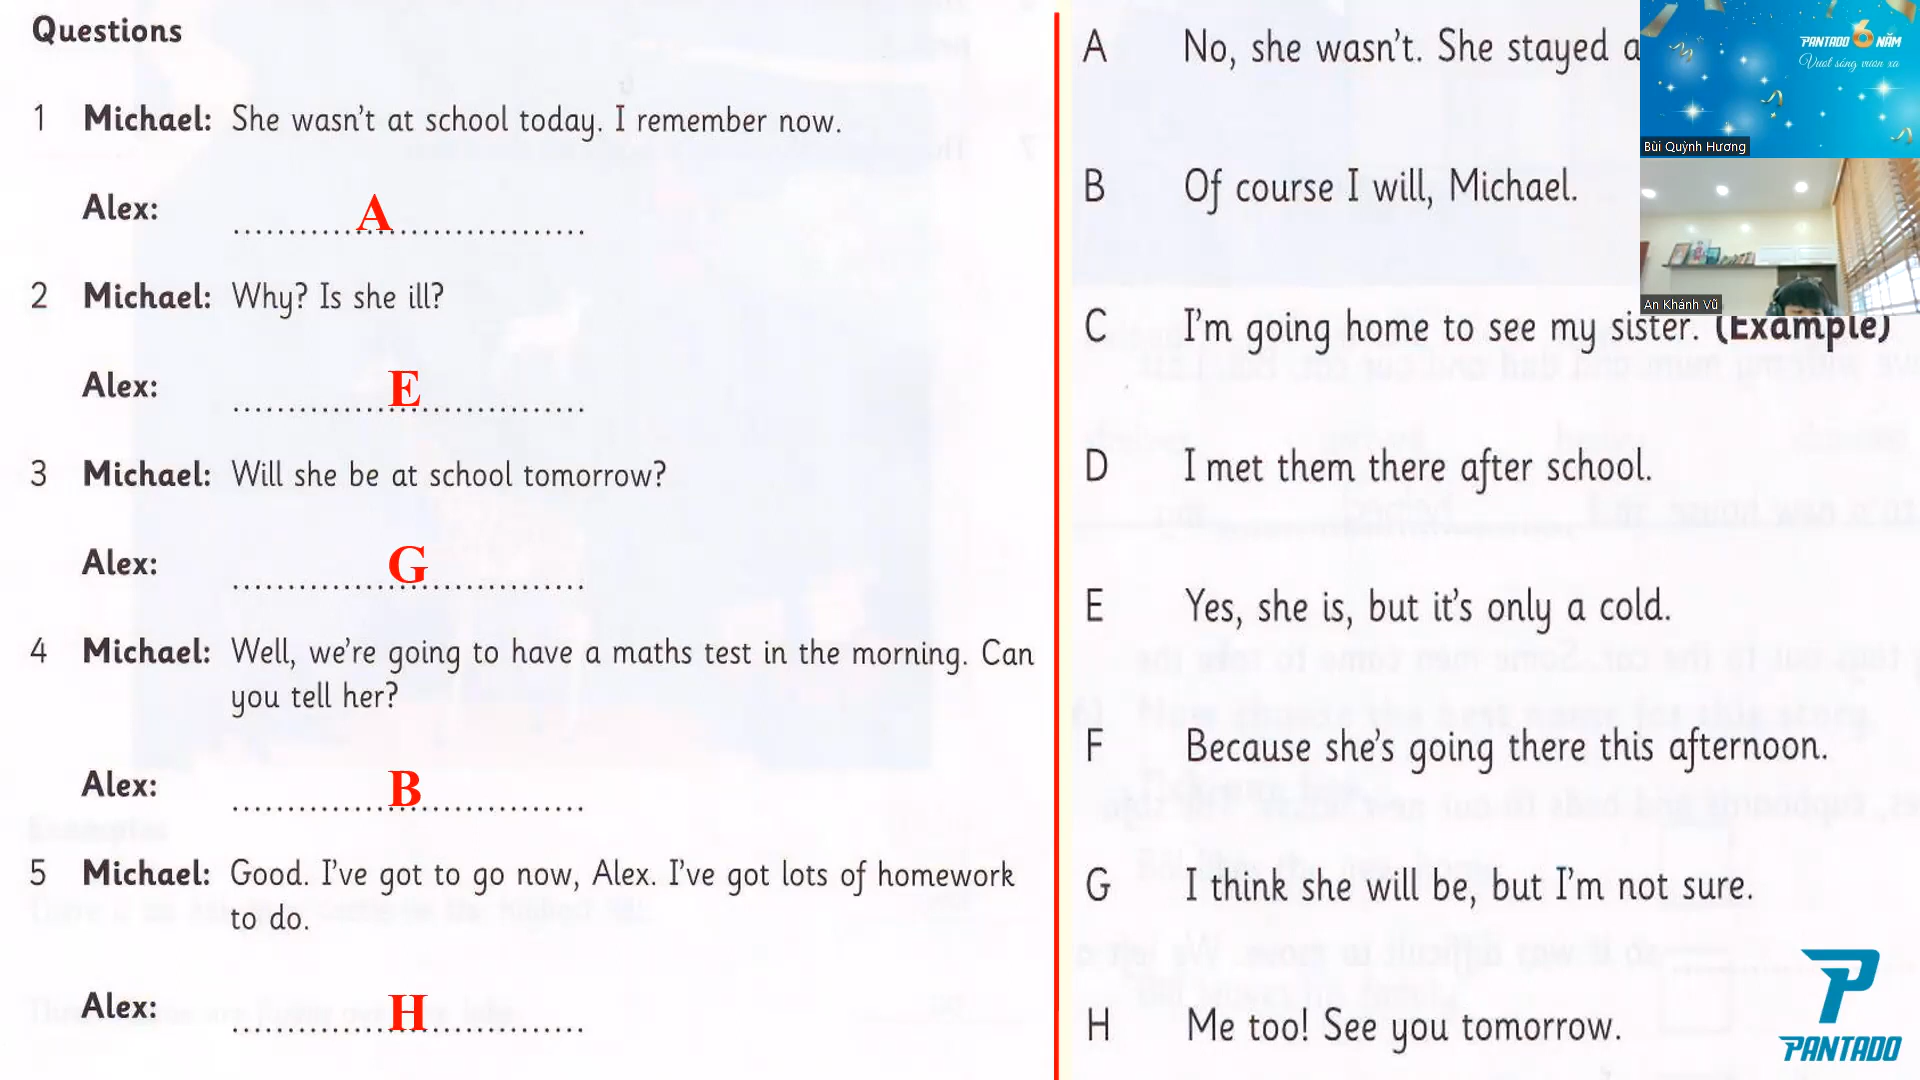 Questions
1 Michael: She wasn't at school today. I remember now.
Alex: A
2 Michael: Why? Is she ill?
Alex: E
3 Michael: Will she be at school tomorrow?
Alex: G
4 Michael: Well, we're going to have a maths test in the morning. Can
you tell her?
Alex: B
5 Michael: Good. I've got to go now, Alex. I've got lots of homework
to do.
Alex: H
A No, she wasn't. She stayed
B Of course I will, Michael.
C I'm going home to see my sister. (Example)
D I met them there after school.
E Yes, she is, but it's only a cold.
F Because she's going there this afternoon.
G I think she will be, but I'm not sure.
H Me too! See you tomorrow.
PANTADO 6 NĂM
Vượt sóng vươn xa
Bùi Quỳnh Hương
An Khánh Vũ
PANTADO